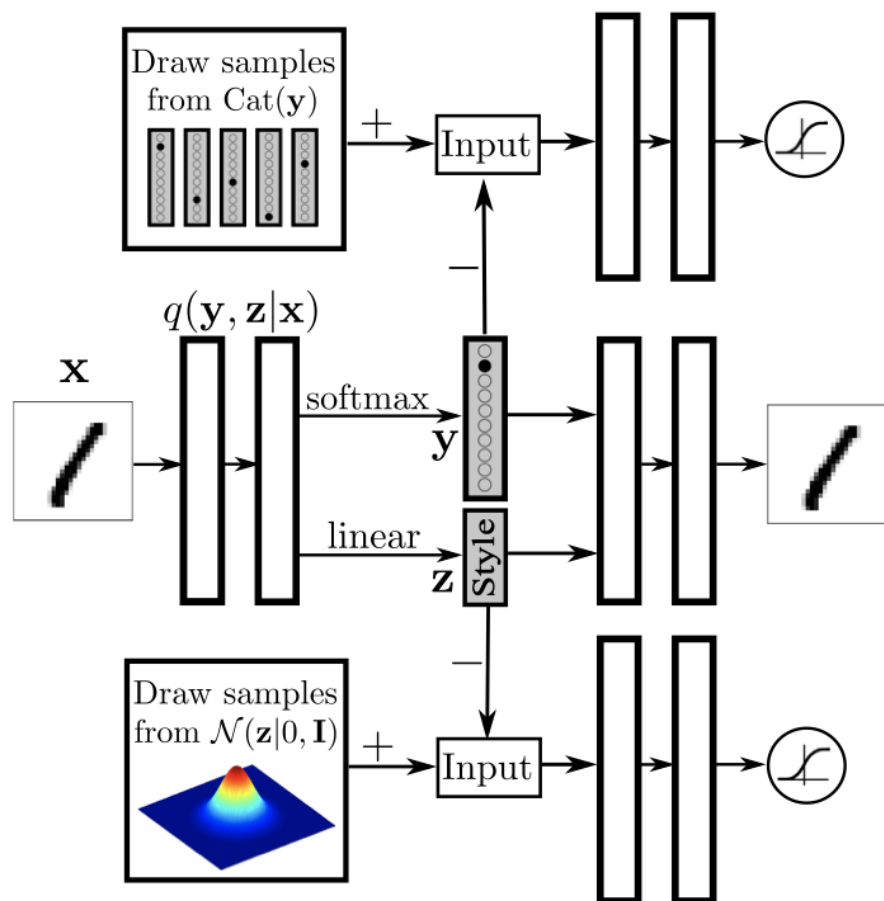 Draw samples
from Cat(y)
+
Input
−
q(y, z|x)
x
softmax
y
linear
z
Style
−
Draw samples
from 𝒩(z|0, I)
+
Input